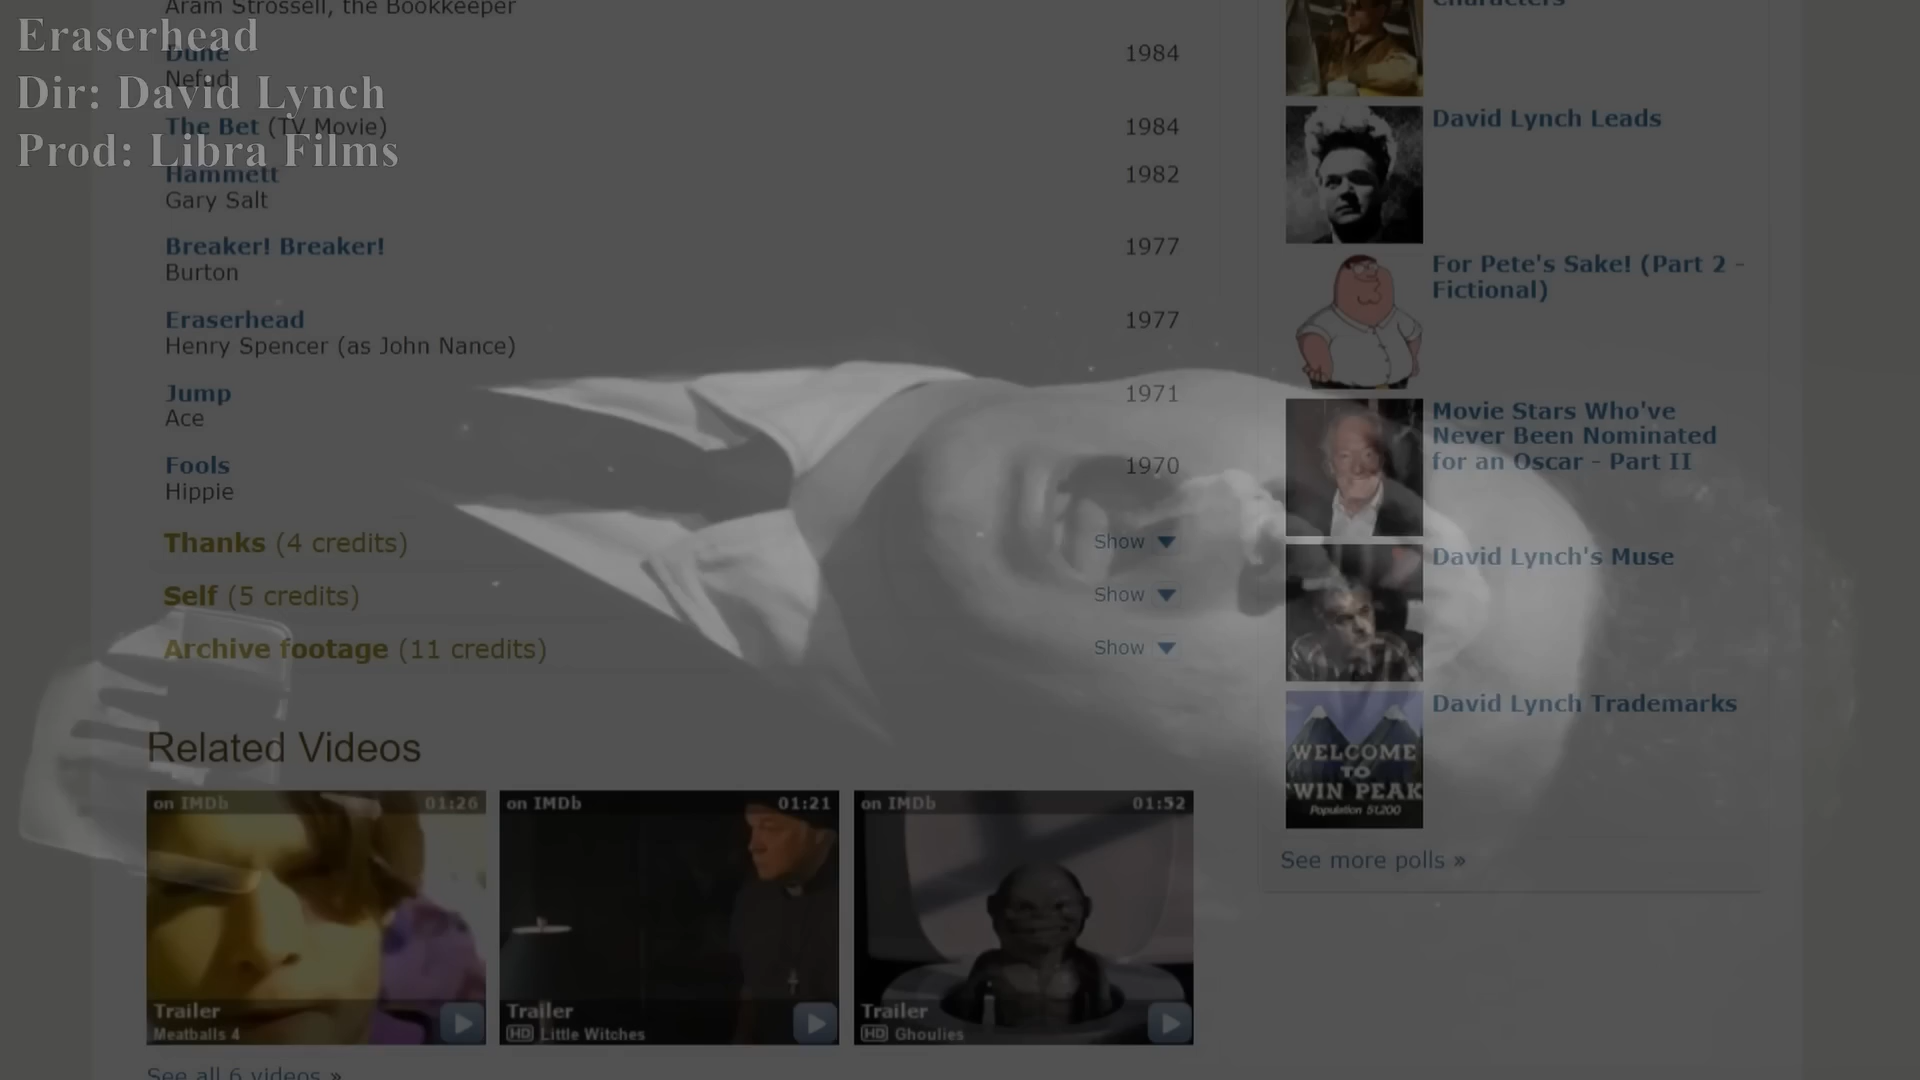 Aram Strossell, the Bookkeeper
Eraserhead
Dir: David Lynch
Prod: Libra Films
Dune 1984
Nefud
The Bet (TV Movie) 1984
Hammett 1982
Gary Salt
Breaker! Breaker! 1977
Burton
Eraserhead 1977
Henry Spencer (as John Nance)
Jump 1971
Ace
Fools 1970
Hippie
Thanks (4 credits) Show
Self (5 credits) Show
Archive footage (11 credits) Show
Related Videos
on IMDb 01:26
Trailer
Meatballs 4
on IMDb 01:21
Trailer
HD Little Witches
on IMDb 01:52
Trailer
HD Ghoulies
See all 6 videos »
Characters
David Lynch Leads
For Pete's Sake! (Part 2 -
Fictional)
Movie Stars Who've
Never Been Nominated
for an Oscar - Part II
David Lynch's Muse
David Lynch Trademarks
WELCOME
TO
TWIN PEAK
Population 51,200
See more polls »